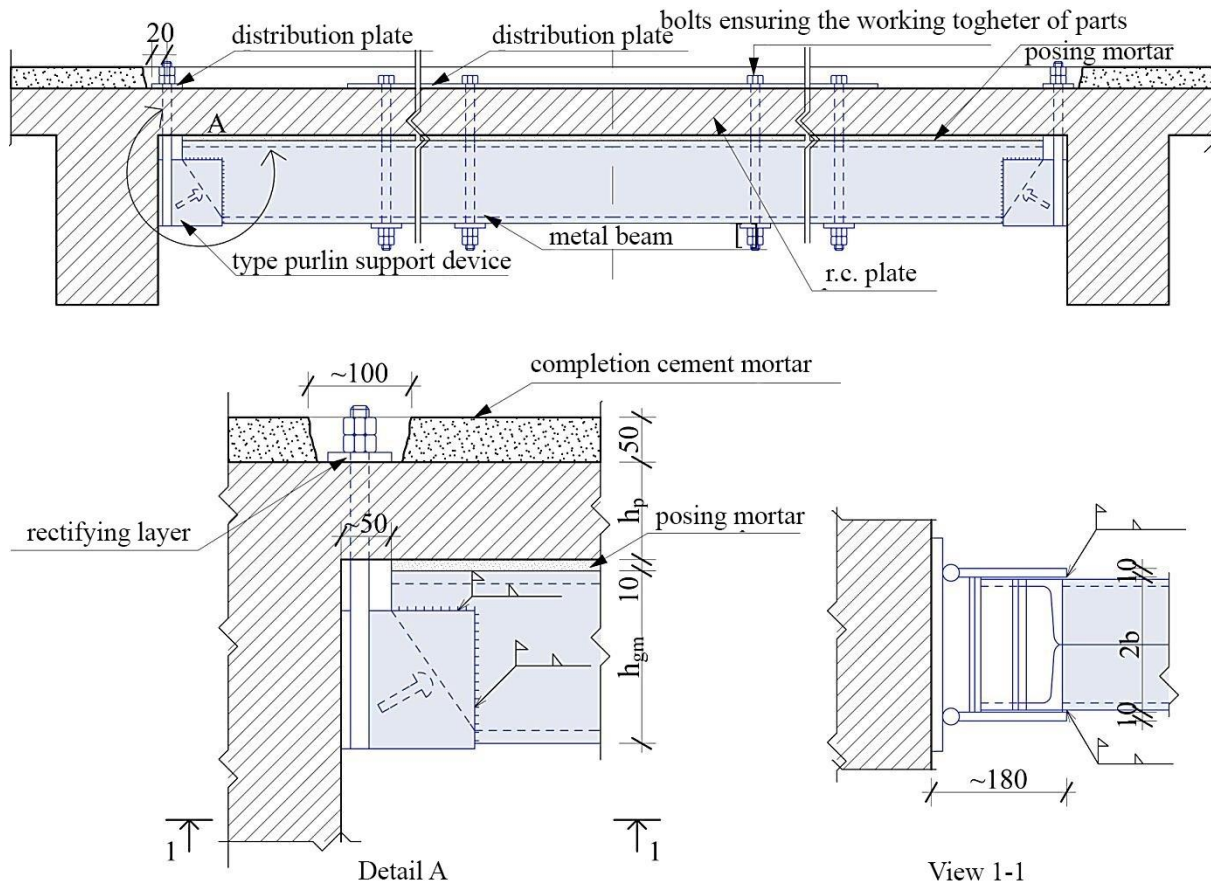 bolts ensuring the working togheter of parts
20
distribution plate
distribution plate
posing mortar
A
metal beam
type purlin support device
r.c. plate
completion cement mortar
~100
50
rectifying layer
~50
hp
posing mortar
10
hgm
10
2b
10
~180
1
1
Detail A
View 1-1